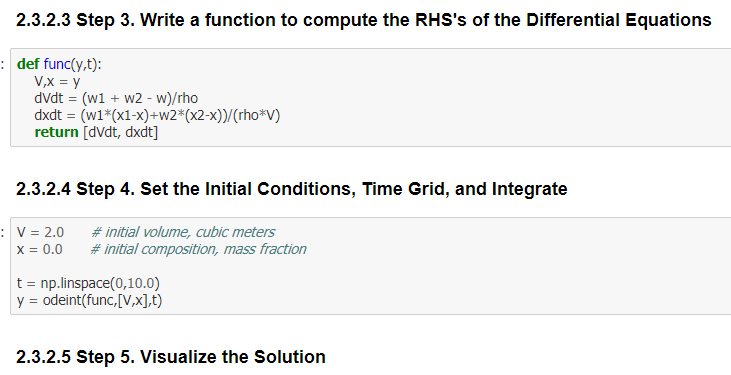 2.3.2.3 Step 3. Write a function to compute the RHS's of the Differential Equations
: def func(y,t):
V,x = y
dVdt = (w1 + w2 - w)/rho
dxdt = (w1*(x1-x)+w2*(x2-x))/(rho*V)
return [dVdt, dxdt]
2.3.2.4 Step 4. Set the Initial Conditions, Time Grid, and Integrate
: V = 2.0 # initial volume, cubic meters
x = 0.0 # initial composition, mass fraction
t = np.linspace(0,10.0)
y = odeint(func,[V,x],t)
2.3.2.5 Step 5. Visualize the Solution